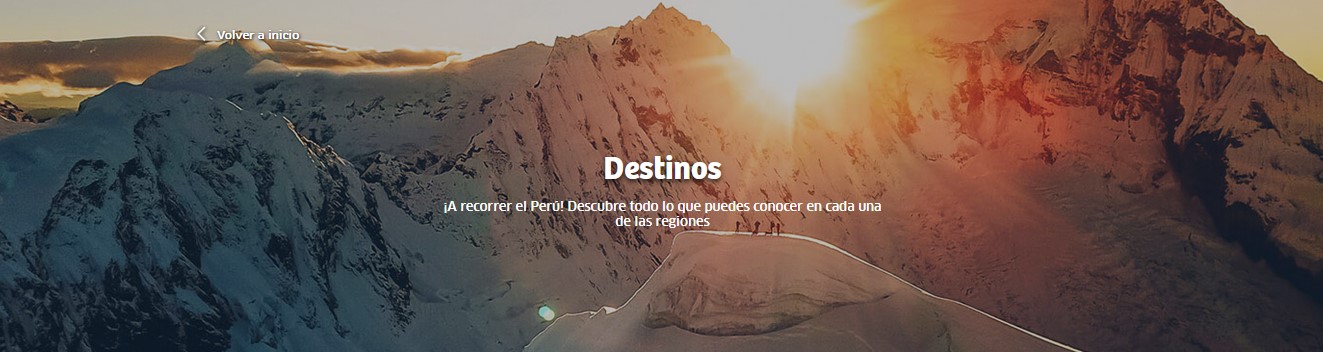 Volver a inicio
Destinos
¡A recorrer el Perú! Descubre todo lo que puedes conocer en cada una
de las regiones